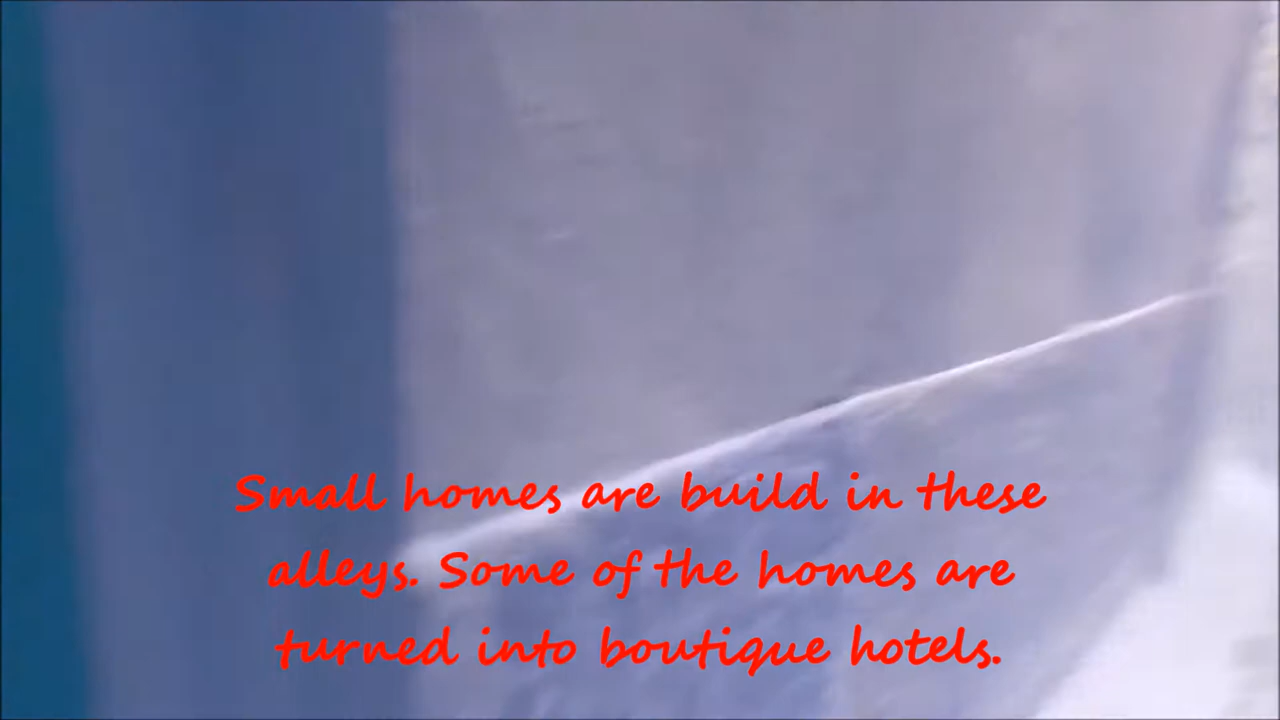 Small homes are build in these
alleys. Some of the homes are
turned into boutique hotels.